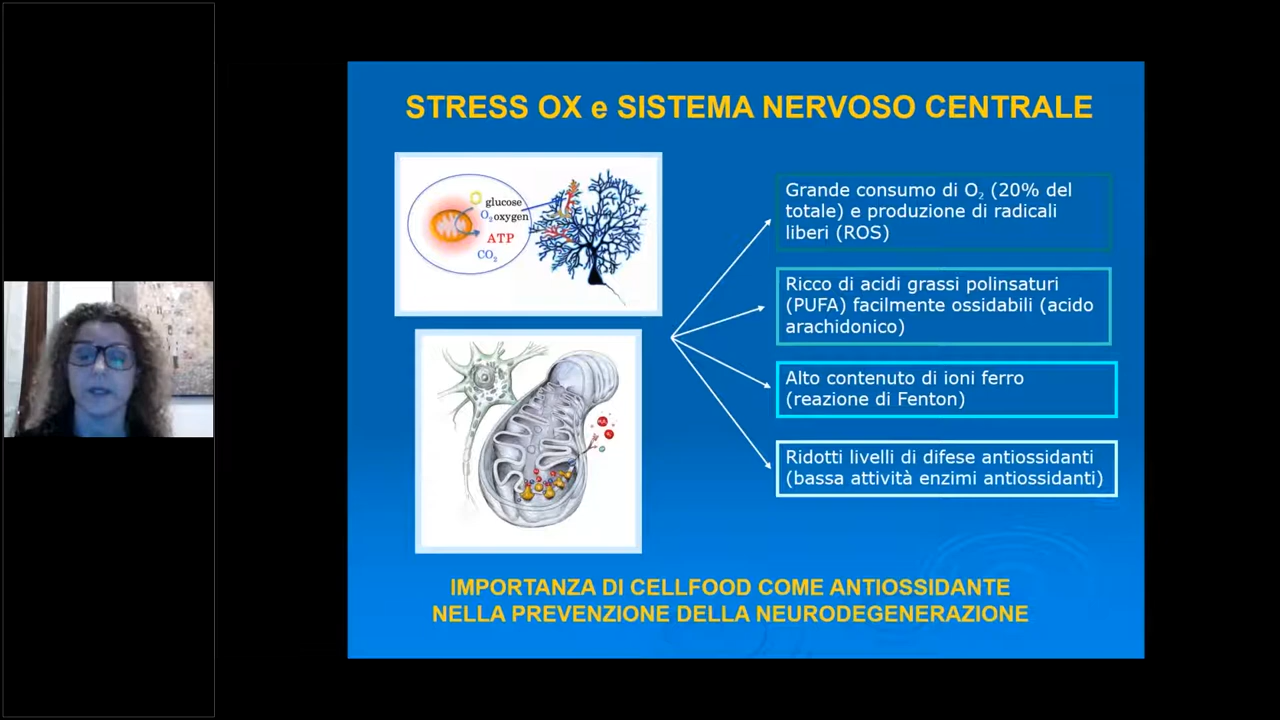 STRESS OX e SISTEMA NERVOSO CENTRALE
glucose
O₂ oxygen
ATP
CO₂
Grande consumo di O₂ (20% del
totale) e produzione di radicali
liberi (ROS)
Ricco di acidi grassi polinsaturi
(PUFA) facilmente ossidabili (acido
arachidonico)
Alto contenuto di ioni ferro
(reazione di Fenton)
Ridotti livelli di difese antiossidanti
(bassa attività enzimi antiossidanti)
IMPORTANZA DI CELLFOOD COME ANTIOSSIDANTE
NELLA PREVENZIONE DELLA NEURODEGENERAZIONE